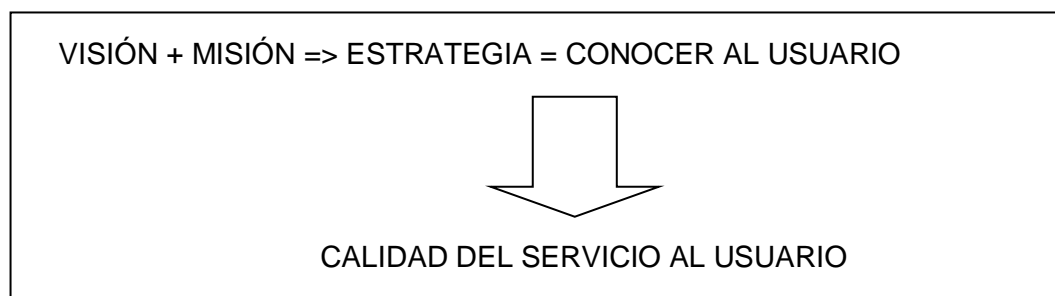 VISIÓN + MISIÓN => ESTRATEGIA = CONOCER AL USUARIO
CALIDAD DEL SERVICIO AL USUARIO